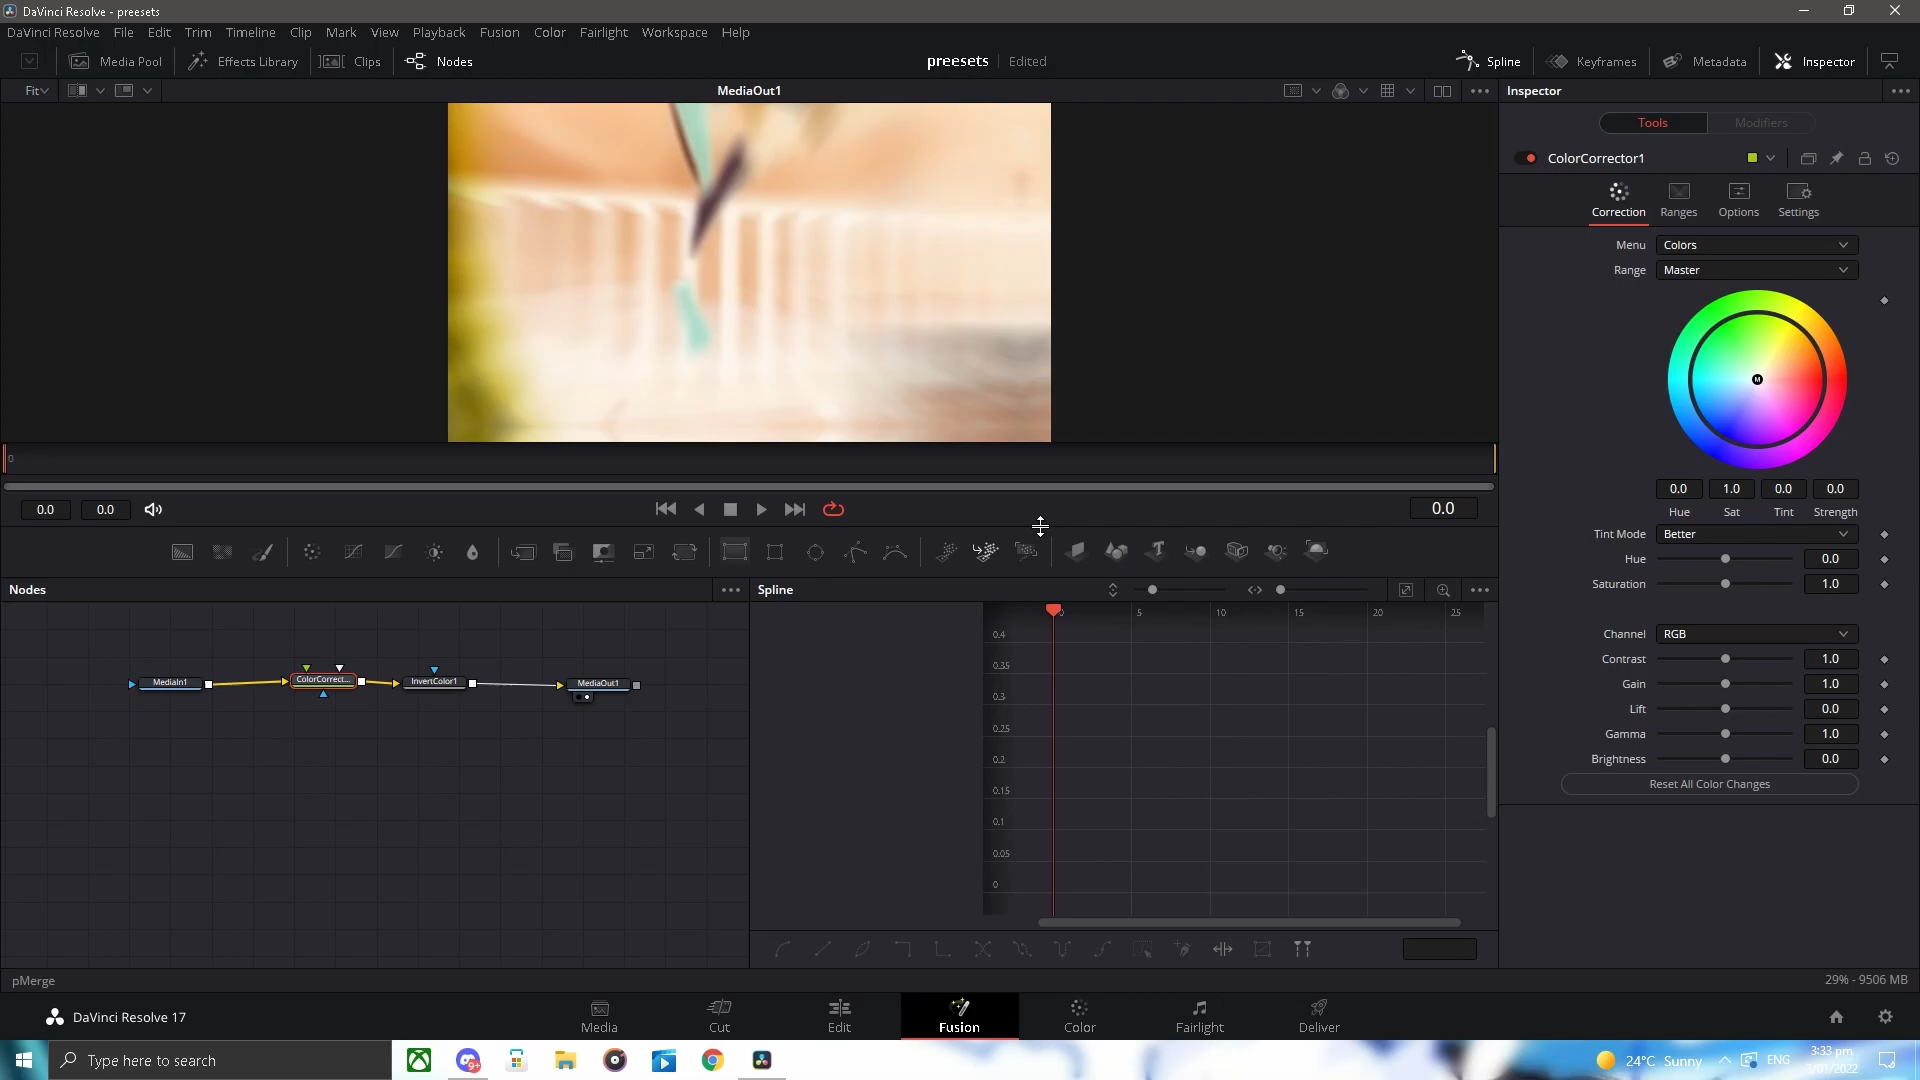 DaVinci Resolve - preesets
DaVinci Resolve File Edit Trim Timeline Clip Mark View Playback Fusion Color Fairlight Workspace Help
Media Pool Effects Library Clips Nodes preesets Edited Spline Keyframes Metadata Inspector
Fit MediaOut1 Inspector
Tools Modifiers
ColorCorrector1
Correction Ranges Options Settings
Menu Colors
Range Master
M
0
0.0 0.0 0.0
0.0 1.0 0.0 0.0
Hue Sat Tint Strength
Tint Mode Better
Hue 0.0
Saturation 1.0
Nodes Spline
0 5 10 15 20 25
0.4
0.35
0.3
0.25
0.2
0.15
0.1
0.05
0
MediaIn1 ColorCorrect... InvertColor1 MediaOut1
Channel RGB
Contrast 1.0
Gain 1.0
Lift 0.0
Gamma 1.0
Brightness 0.0
Reset All Color Changes
pMerge 29% - 9506 MB
DaVinci Resolve 17 Media Cut Edit Fusion Color Fairlight Deliver
Type here to search 9+ 24°C Sunny ENG 3:33 pm
/01/2022